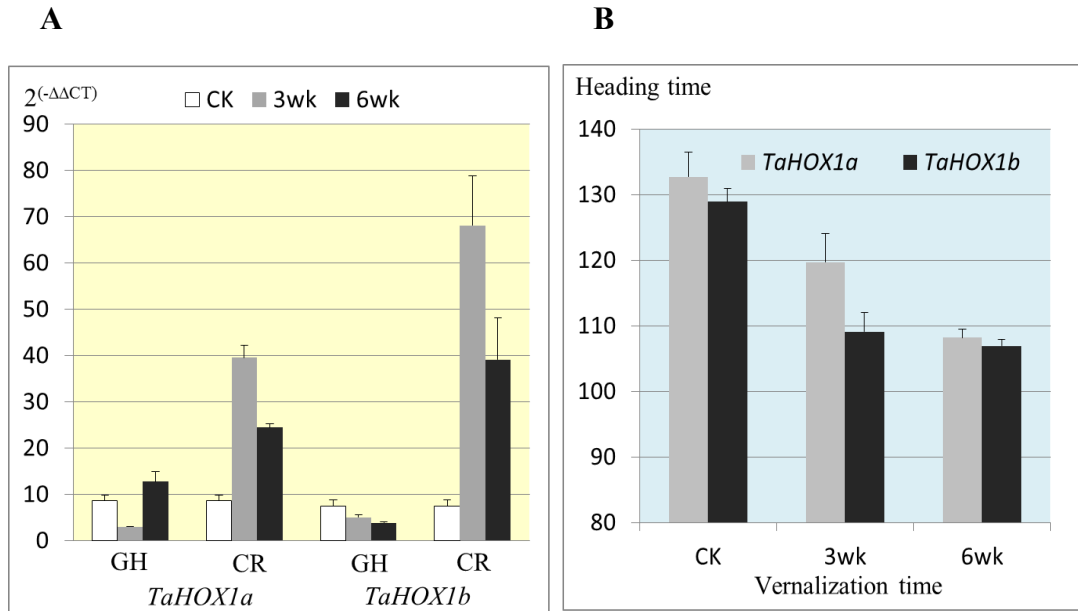 A
2(-ΔΔCT)
CK 3wk 6wk
90
80
70
60
50
40
30
20
10
0
GH CR GH CR
TaHOX1a TaHOX1b
B
Heading time
140
TaHOX1a TaHOX1b
130
120
110
100
90
80
CK 3wk 6wk
Vernalization time